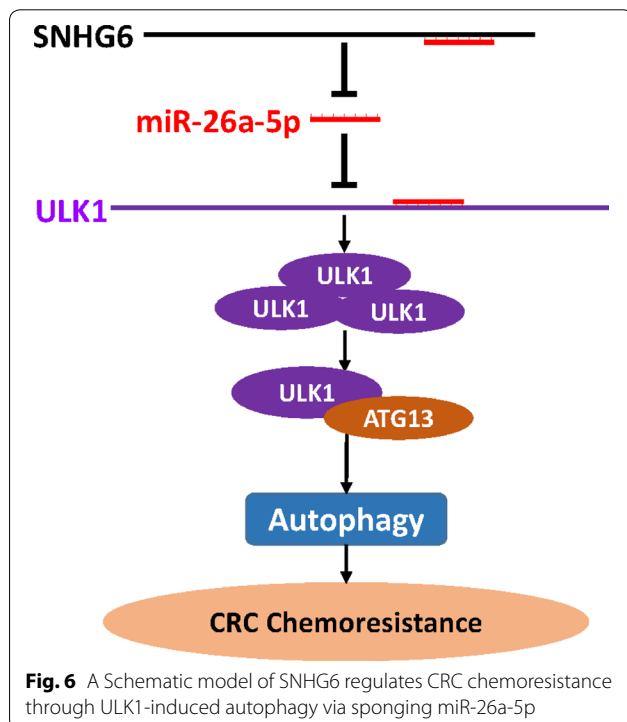 SNHG6
miR-26a-5p
ULK1
ULK1
ULK1 ULK1
ULK1
ATG13
Autophagy
CRC Chemoresistance
Fig. 6 A Schematic model of SNHG6 regulates CRC chemoresistance
through ULK1-induced autophagy via sponging miR-26a-5p